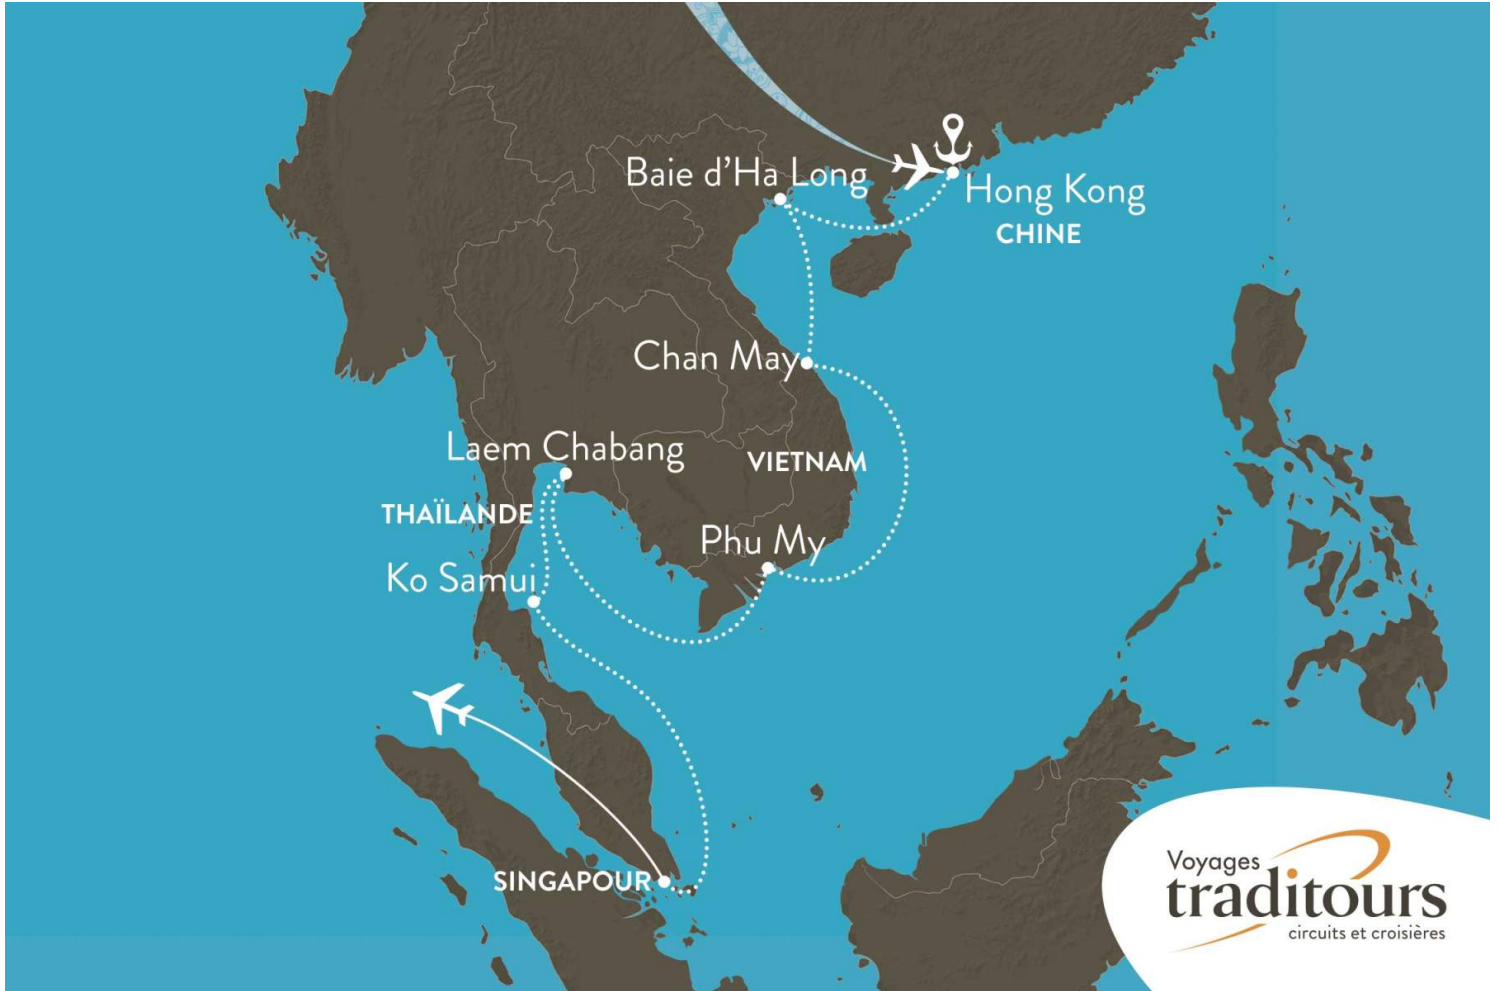 Baie d'Ha Long
Hong Kong
CHINE
Chan May
Laem Chabang
VIETNAM
THAÏLANDE
Phu My
Ko Samui
SINGAPOUR
Voyages
traditours
circuits et croisières